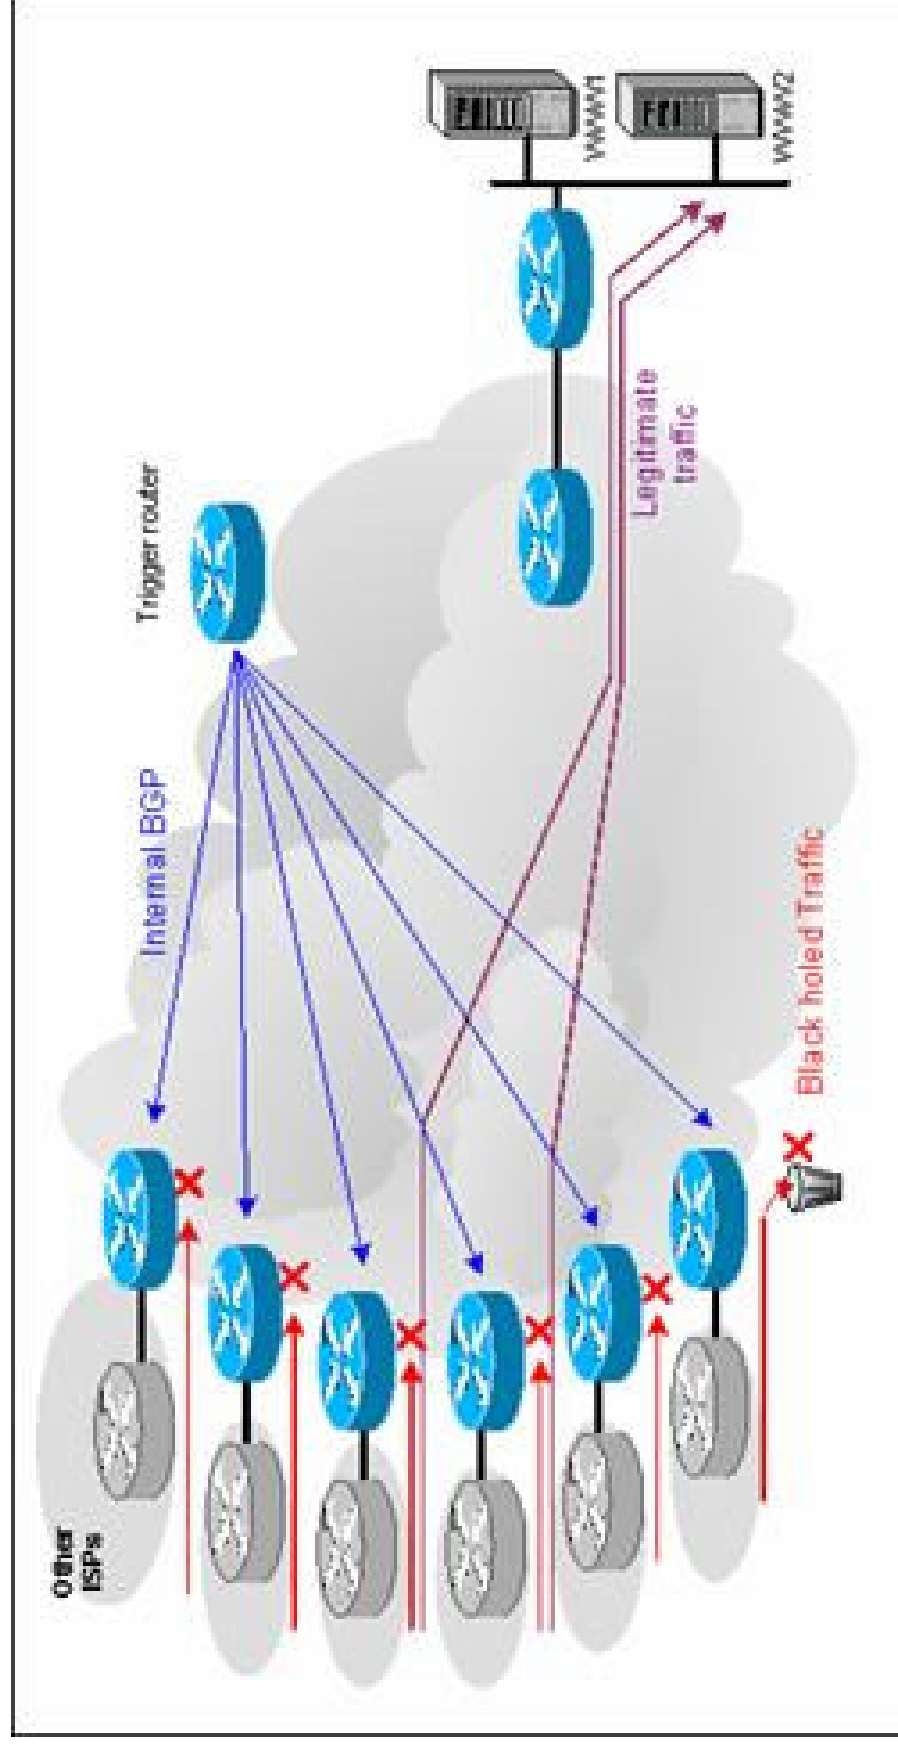 Other
ISPs
Internal BGP
Trigger router
Legitimate
traffic
Black holed Traffic
WWW1
WWW2